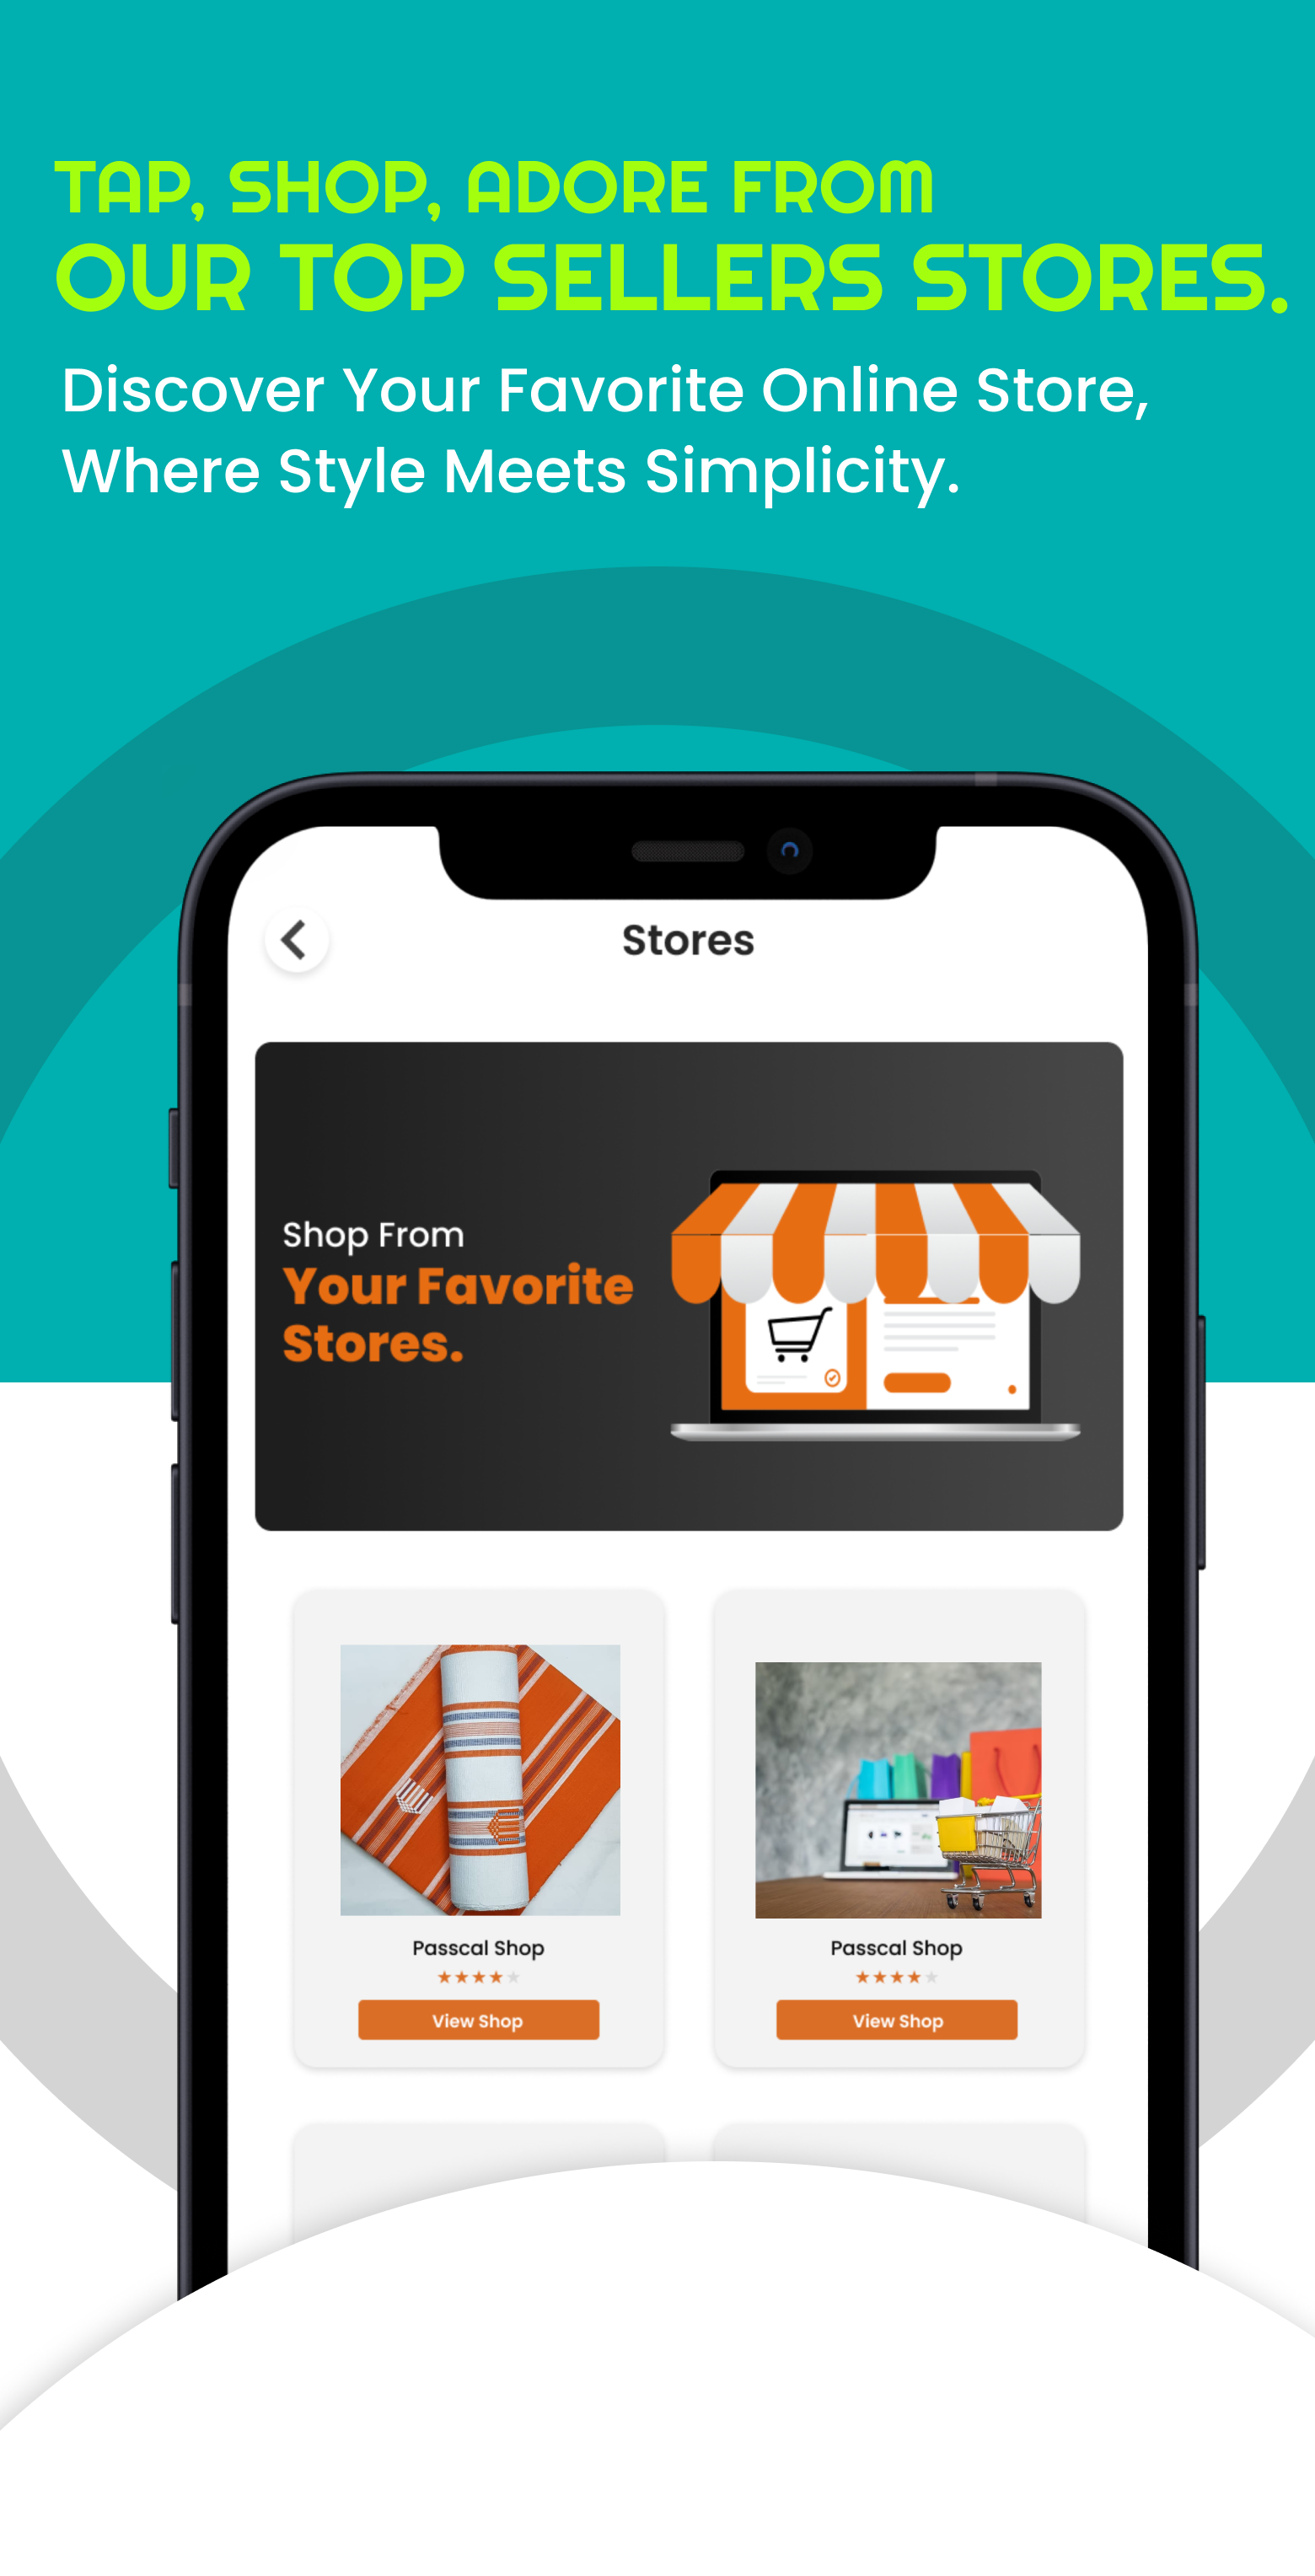 TAP, SHOP, ADORE FROM
OUR TOP SELLERS STORES.
Discover Your Favorite Online Store,
Where Style Meets Simplicity.
Stores
Shop From
Your Favorite
Stores.
Passcal Shop
View Shop
Passcal Shop
View Shop